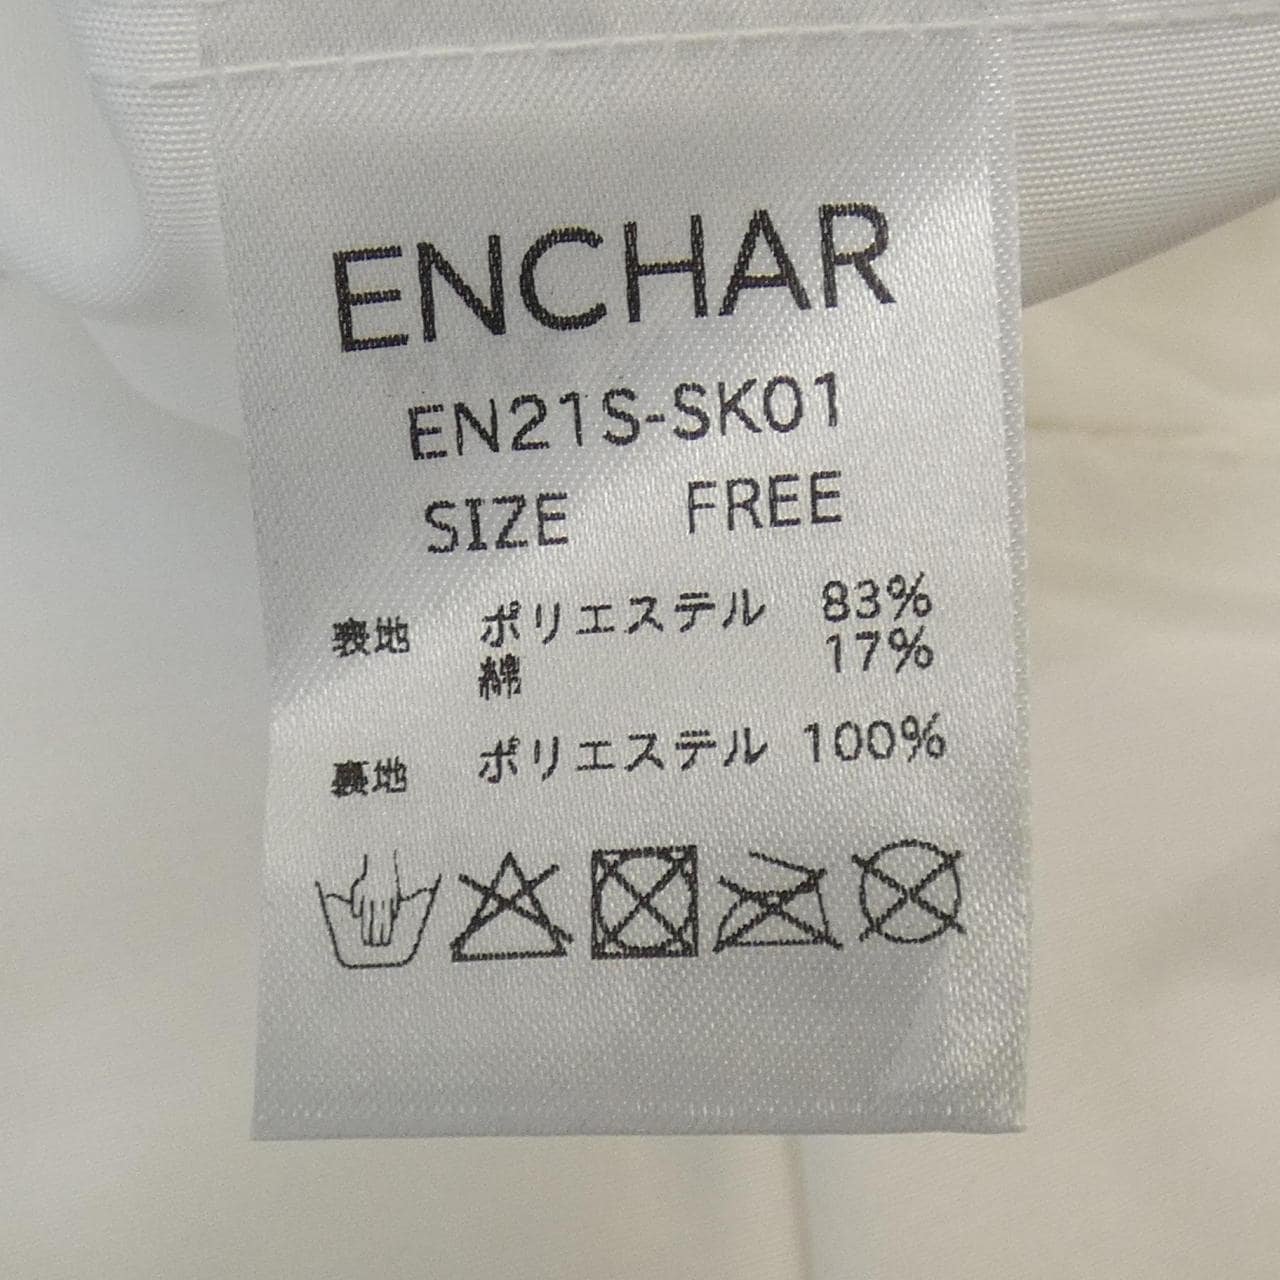 ENCHAR
EN21S-SK01
SIZE FREE
表地 ポリエステル 83%
綿 17%
裏地 ポリエステル 100%